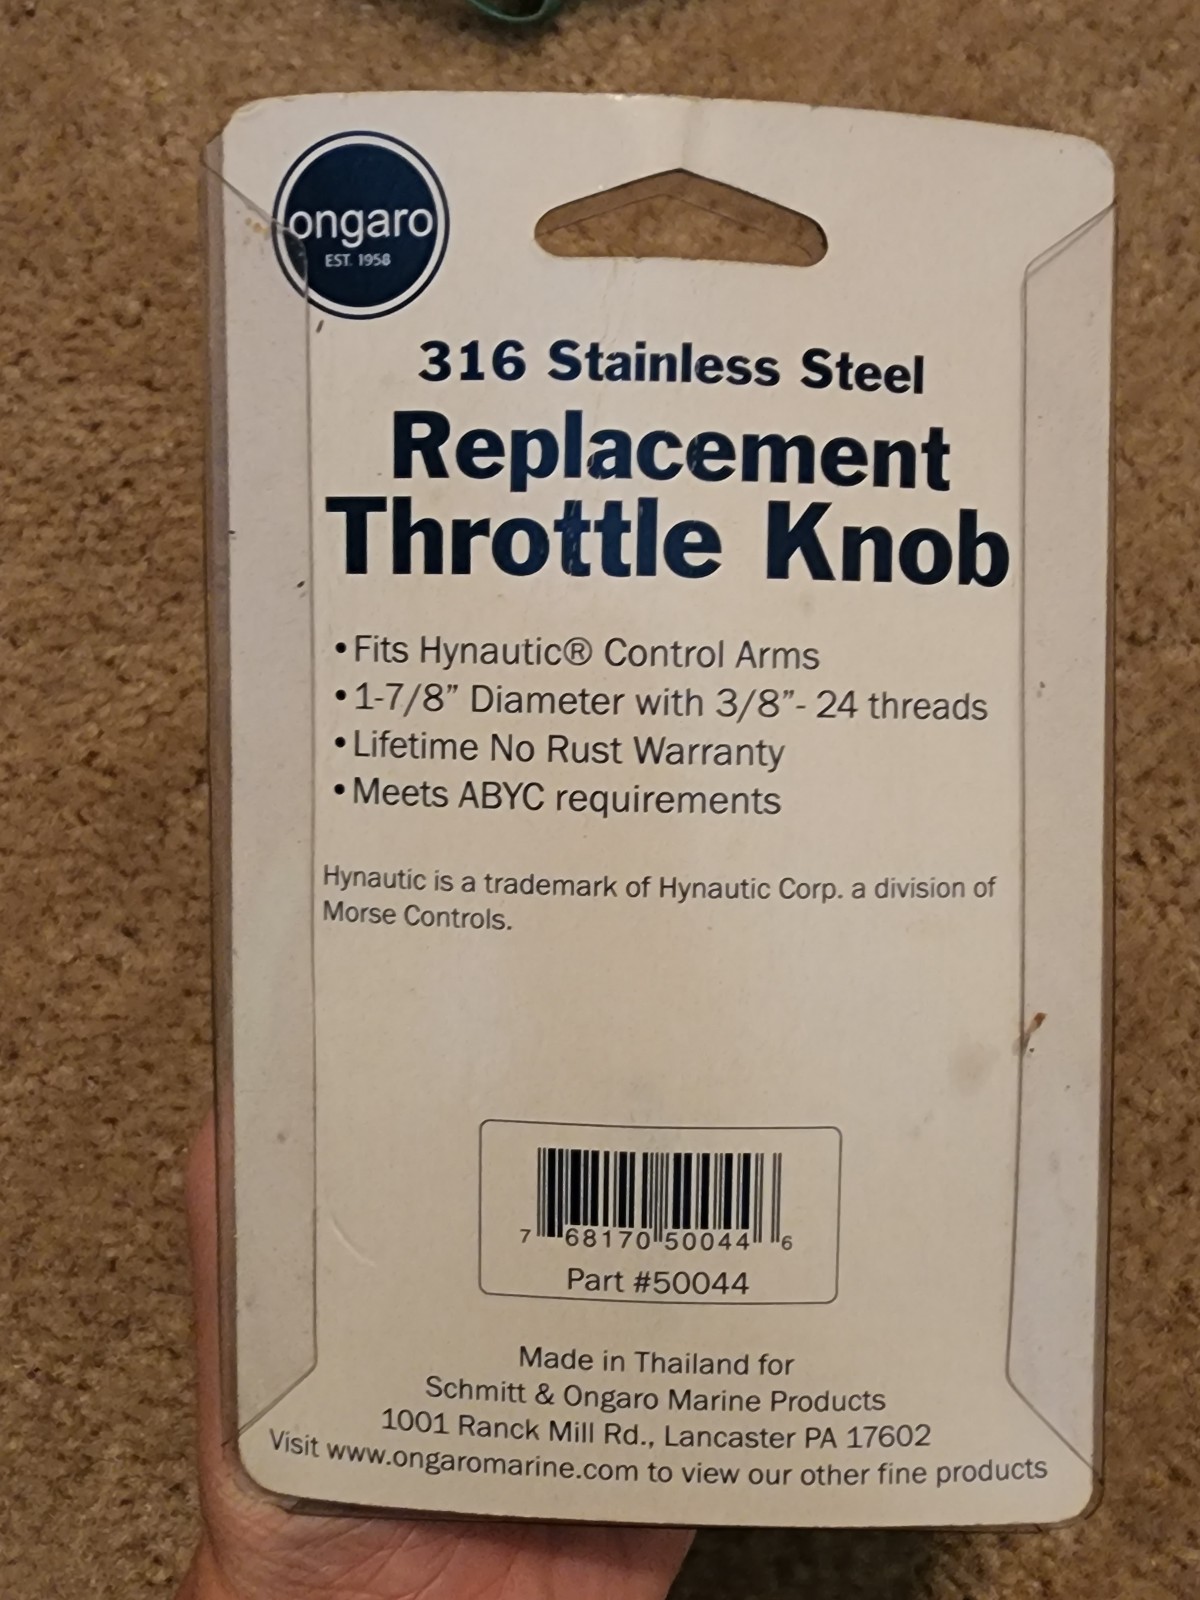 ongaro
EST. 1958
316 Stainless Steel
Replacement
Throttle Knob
•Fits Hynautic® Control Arms
•1-7/8” Diameter with 3/8”- 24 threads
•Lifetime No Rust Warranty
•Meets ABYC requirements
Hynautic is a trademark of Hynautic Corp. a division of
Morse Controls.
7 68170 50044 6
Part #50044
Made in Thailand for
Schmitt & Ongaro Marine Products
1001 Ranck Mill Rd., Lancaster PA 17602
Visit www.ongaromarine.com to view our other fine products